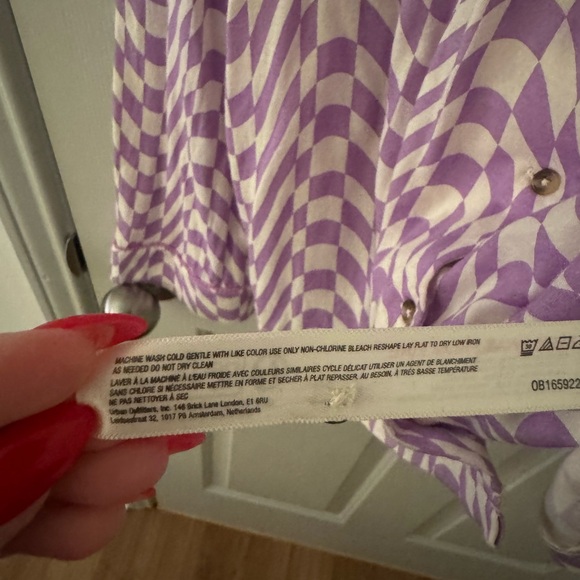 MACHINE WASH COLD GENTLE WITH LIKE COLOR USE ONLY NON-CHLORINE BLEACH RESHAPE LAY FLAT TO DRY LOW IRON
AS NEEDED DO NOT DRY CLEAN
LAVER À LA MACHINE À L'EAU FROIDE AVEC COULEURS SIMILAIRES CYCLE DÉLICAT UTILISER UN AGENT DE BLANCHIMENT
SANS CHLORE SI NÉCESSAIRE METTRE EN FORME ET SECHER À PLAT REPASSER, AU BESOIN, À TRÈS BASSE TEMPÉRATURE
NE PAS NETTOYER À SEC
Urban Outfitters, Inc. 146 Brick Lane London, E1 6RU
Leidsestraat 32, 1017 PB Amsterdam, Netherlands
OB165922